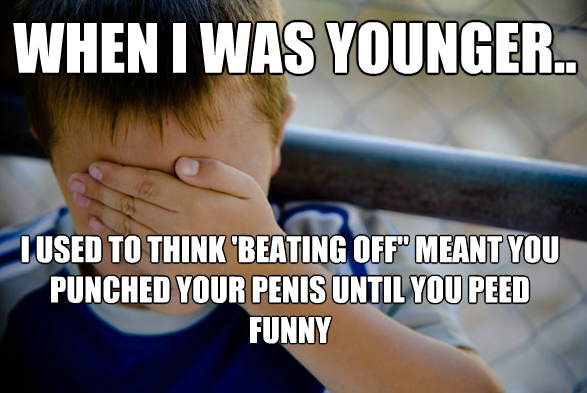 WHEN I WAS YOUNGER..
I USED TO THINK 'BEATING OFF" MEANT YOU
PUNCHED YOUR PENIS UNTIL YOU PEED
FUNNY